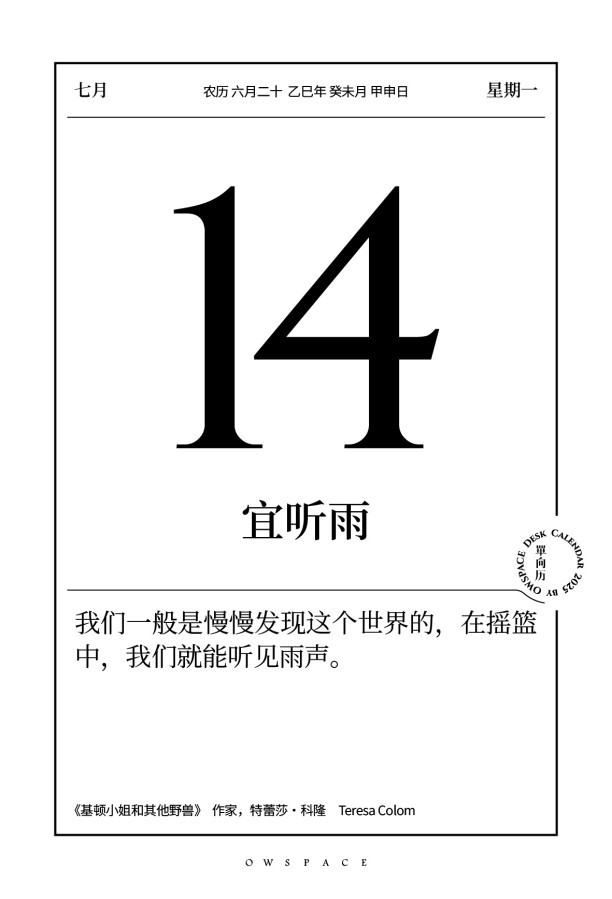 七月
农历 六月二十 乙巳年 癸未月 甲申日
星期一
14
宜听雨
單向历
DESK CALENDAR 2025 BY OWSPACE
我们一般是慢慢发现这个世界的，在摇篮
中，我们就能听见雨声。
《基顿小姐和其他野兽》 作家，特蕾莎·科隆 Teresa Colom
OWSPACE